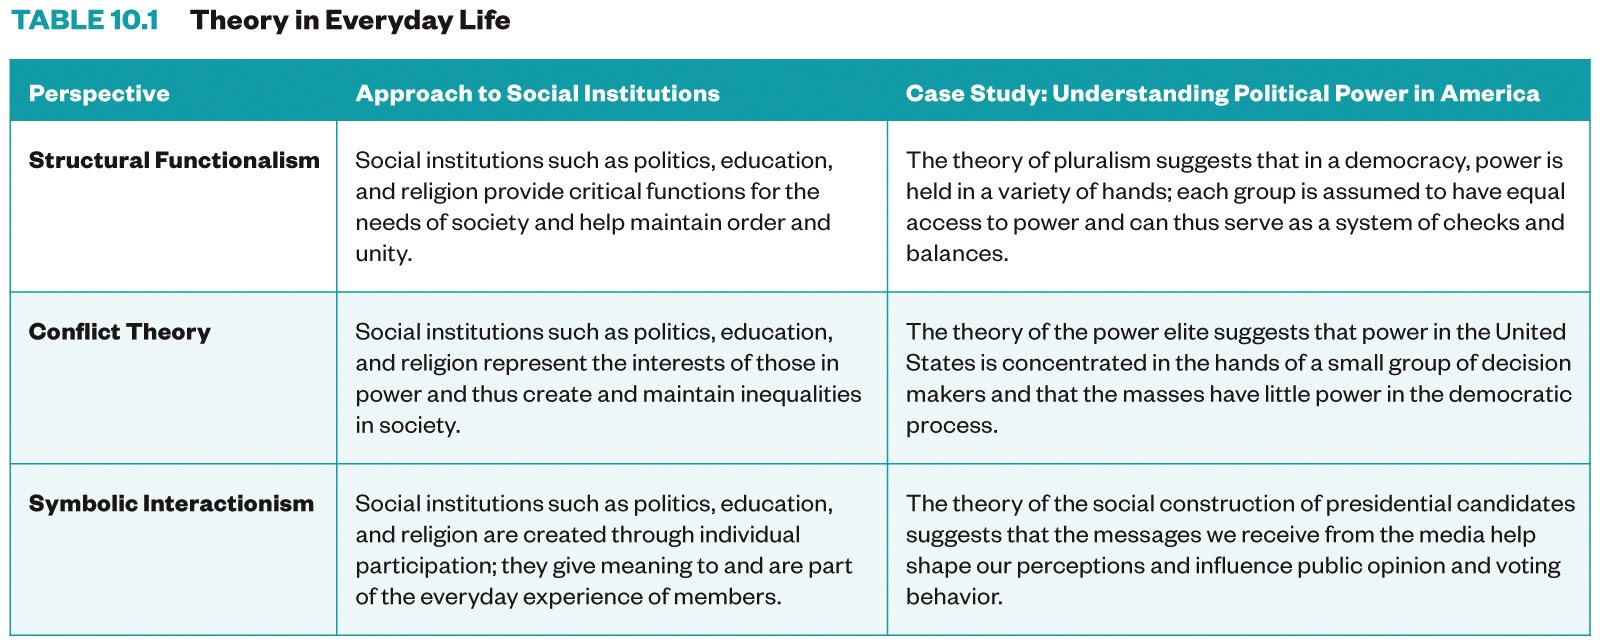 TABLE 10.1 Theory in Everyday Life
Perspective
Approach to Social Institutions
Case Study: Understanding Political Power in America
Structural Functionalism
Social institutions such as politics, education,
and religion provide critical functions for the
needs of society and help maintain order and
unity.
The theory of pluralism suggests that in a democracy, power is
held in a variety of hands; each group is assumed to have equal
access to power and can thus serve as a system of checks and
balances.
Conflict Theory
Social institutions such as politics, education,
and religion represent the interests of those in
power and thus create and maintain inequalities
in society.
The theory of the power elite suggests that power in the United
States is concentrated in the hands of a small group of decision
makers and that the masses have little power in the democratic
process.
Symbolic Interactionism
Social institutions such as politics, education,
and religion are created through individual
participation; they give meaning to and are part
of the everyday experience of members.
The theory of the social construction of presidential candidates
suggests that the messages we receive from the media help
shape our perceptions and influence public opinion and voting
behavior.